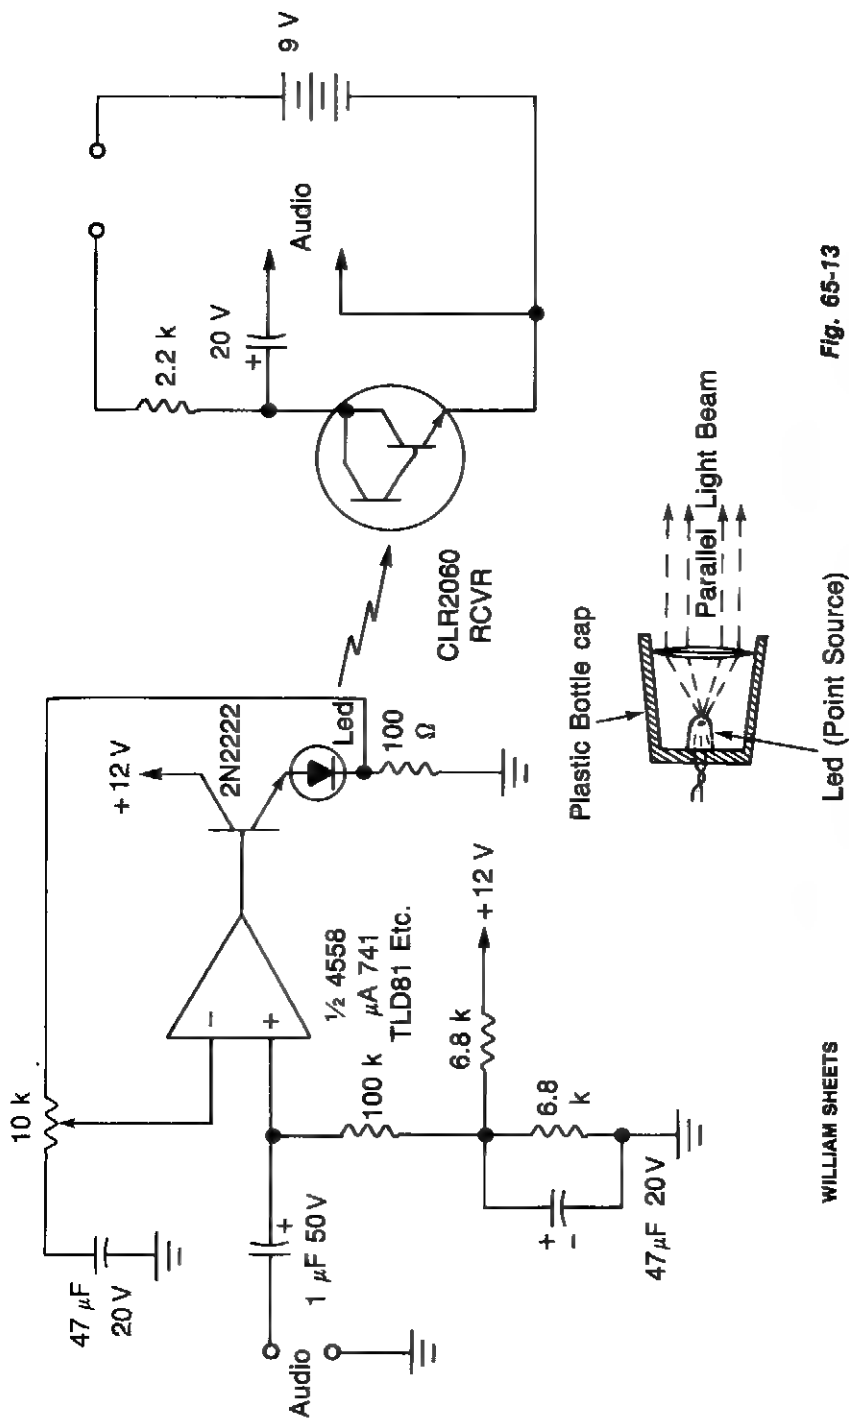 10 k
47 µF
20 V
Audio
1 µF 50 V
+
-
+
½ 4558
µA 741
TLD81 Etc.
100 k
+12 V
2N2222
Led
100
Ω
6.8 k
+12 V
6.8
k
+
-
47µF 20 V
CLR2060
RCVR
2.2 k
20 V
+
Audio
9 V
Plastic Bottle cap
Parallel Light Beam
Led (Point Source)
WILLIAM SHEETS
Fig. 65-13